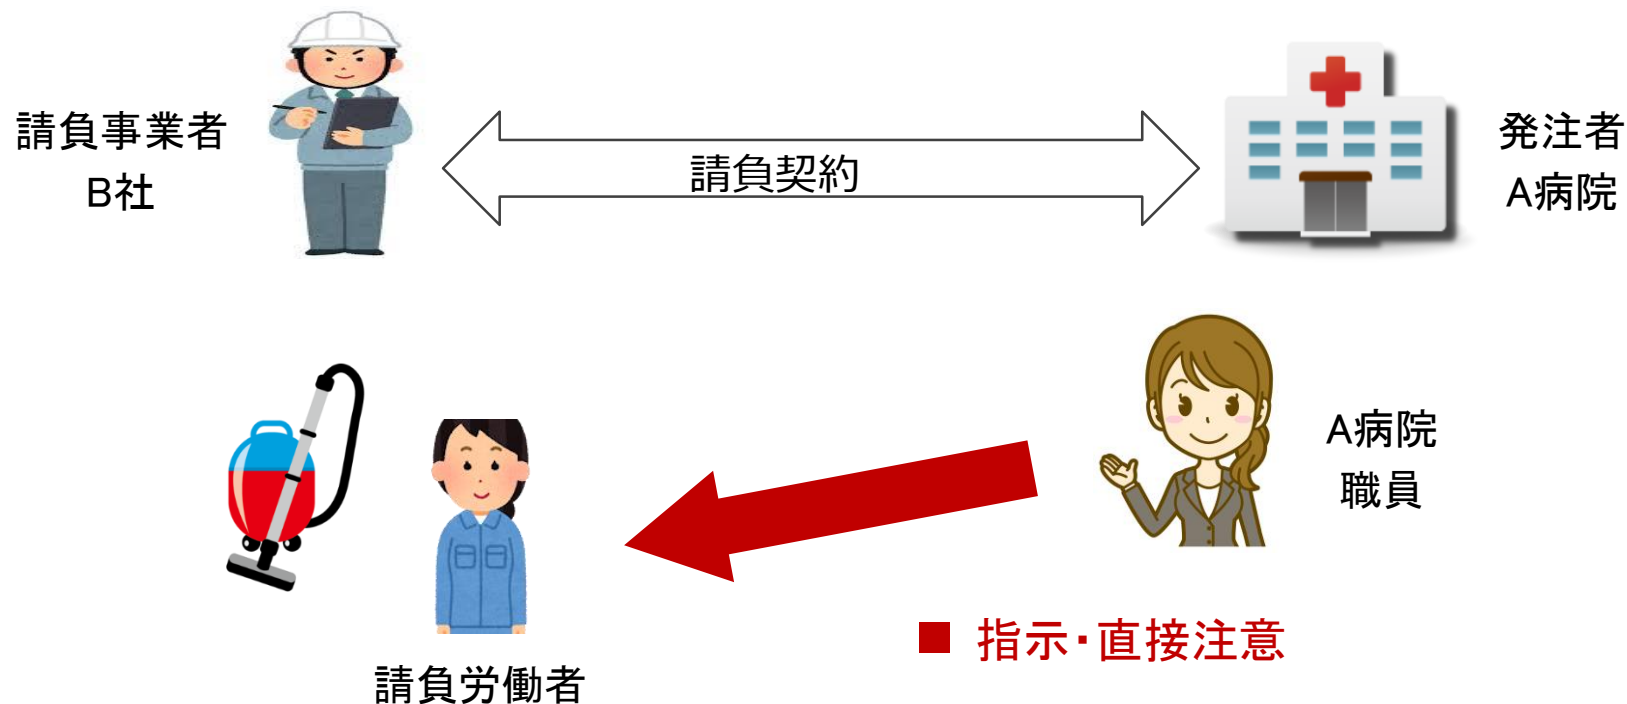 請負事業者
B社
請負契約
発注者
A病院
A病院
職員
■ 指示・直接注意
請負労働者